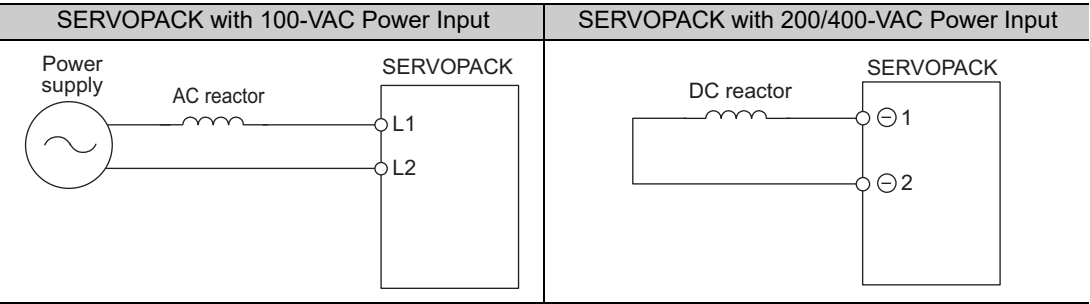 SERVOPACK with 100-VAC Power Input
SERVOPACK with 200/400-VAC Power Input
Power
supply
AC reactor
SERVOPACK
L1
L2
DC reactor
SERVOPACK
⊖ 1
⊖ 2